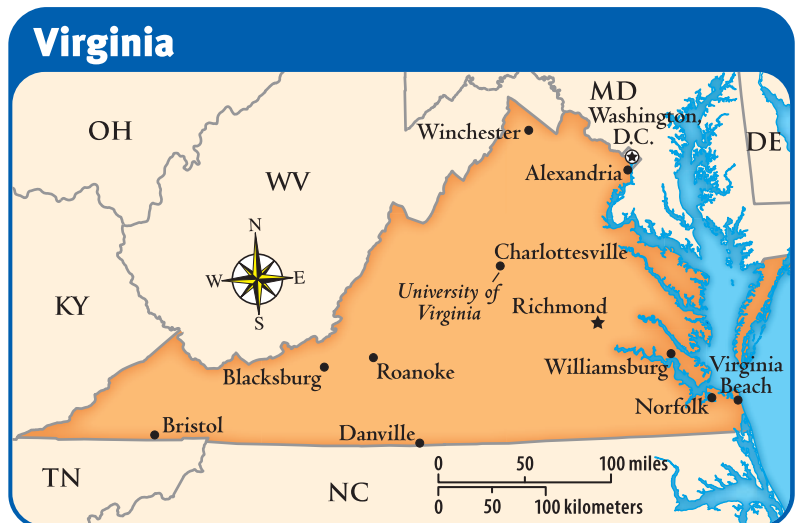 Virginia
MD
OH
Winchester
Washington,
D.C.
DE
Alexandria
WV
N
W
E
S
Charlottesville
University of
Virginia
KY
Richmond
Williamsburg
Virginia
Beach
Blacksburg
Roanoke
Norfolk
Bristol
Danville
TN
NC
0 50 100 miles
0 50 100 kilometers